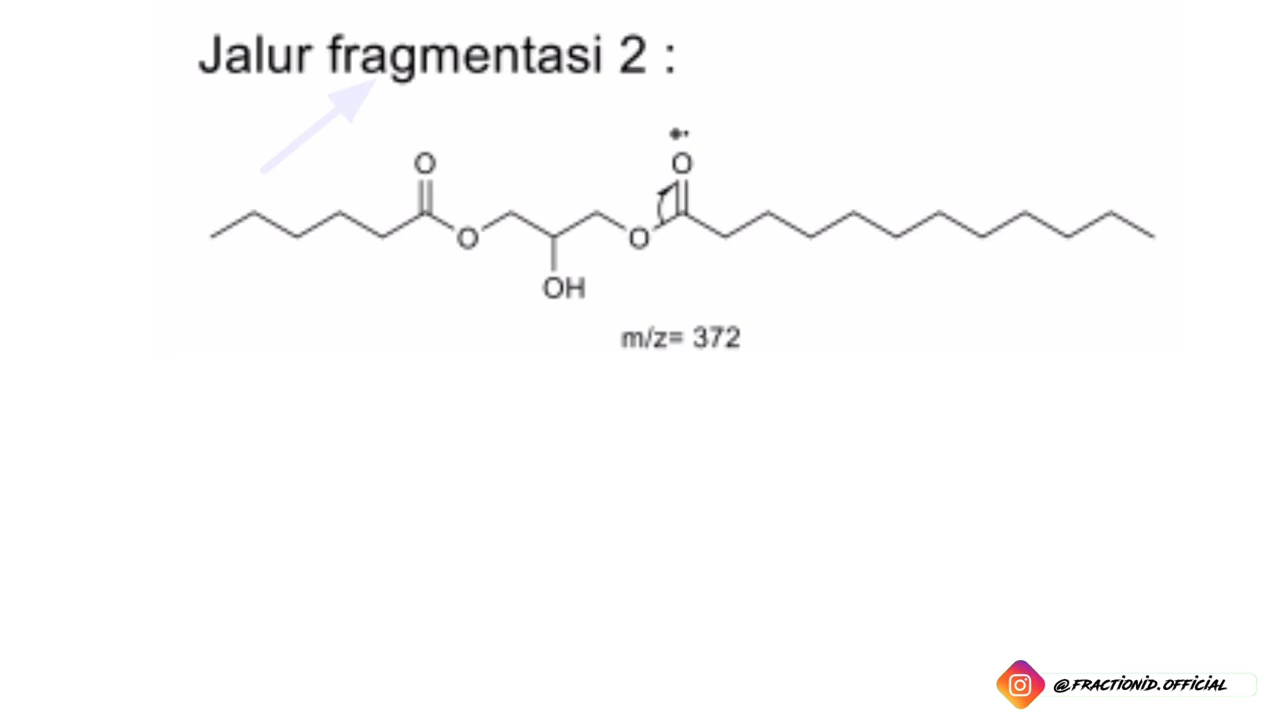 Jalur fragmentasi 2 :
⊕·
O
O
O
O
OH
m/z= 372
@FRACTIONID.OFFICIAL